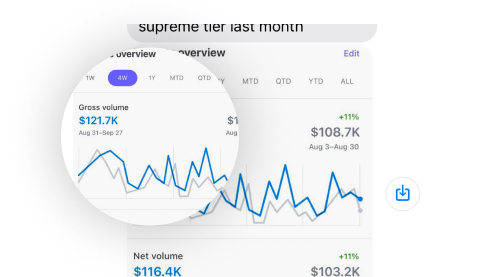 supreme tier last month
overview
overview
Edit
1W
4W
1Y
MTD
QTD
MTD
QTD
YTD
ALL
Gross volume
$121.7K
Aug 31–Sep 27
+11%
$108.7K
Aug 3–Aug 30
Net volume
+11%
$116.4K
$103.2K